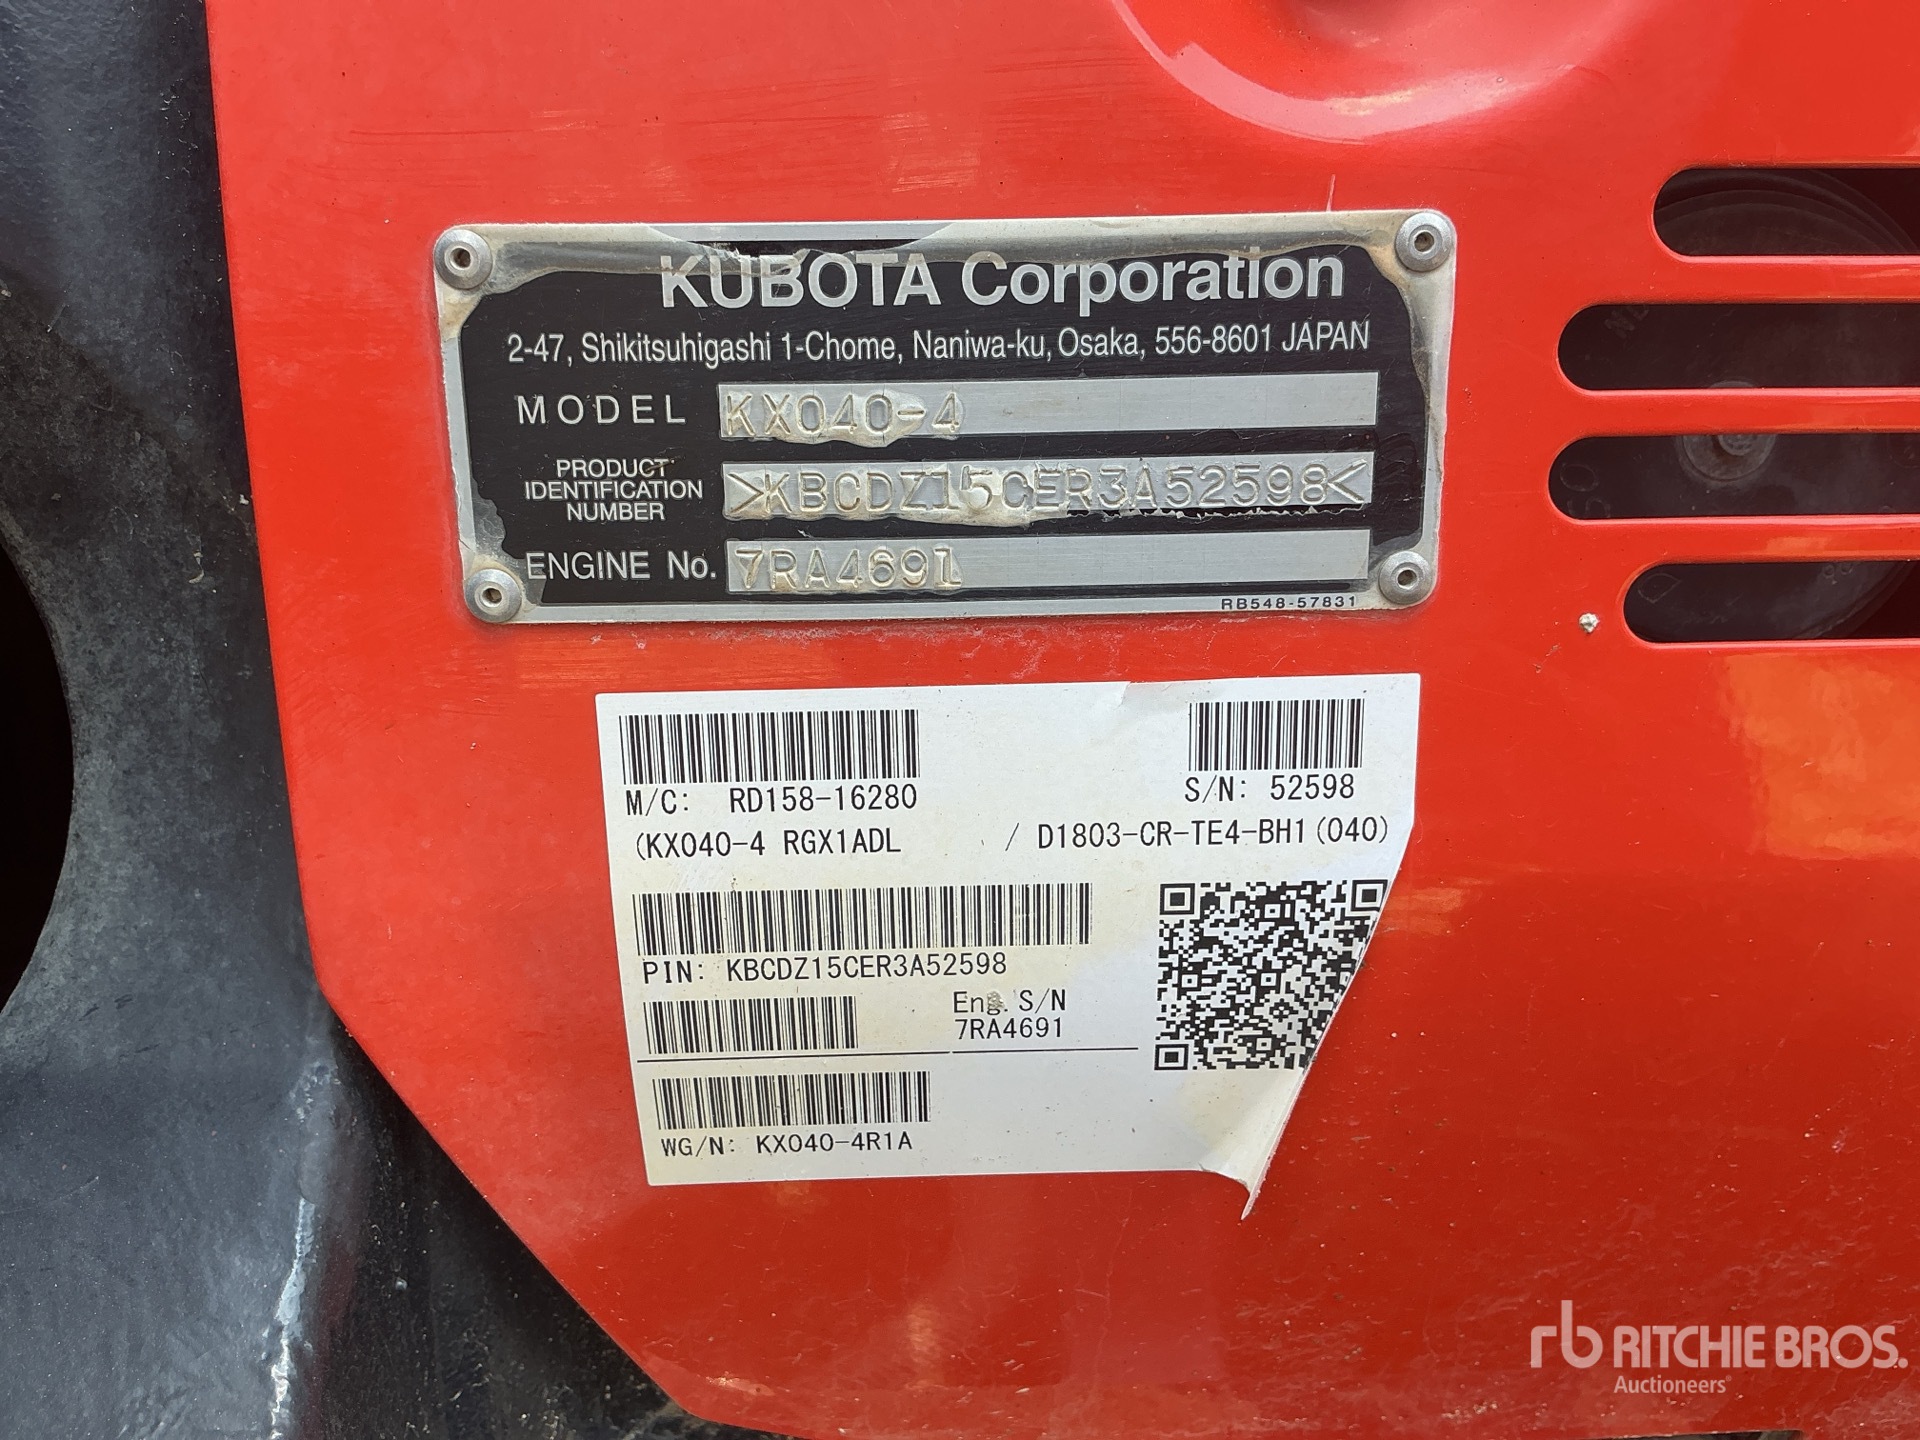 KUBOTA Corporation
2-47, Shikitsuhigashi 1-Chome, Naniwa-ku, Osaka, 556-8601 JAPAN
MODEL KX040-4
PRODUCT IDENTIFICATION NUMBER >KBCDZ15CER3A52598<
ENGINE No. 7RA4691
RB548-57831
M/C: RD158-16280 S/N: 52598
(KX040-4 RGX1ADL / D1803-CR-TE4-BH1(040)
PIN: KBCDZ15CER3A52598
Eng. S/N
7RA4691
WG/N: KX040-4R1A
rb RITCHIE BROS.
Auctioneers